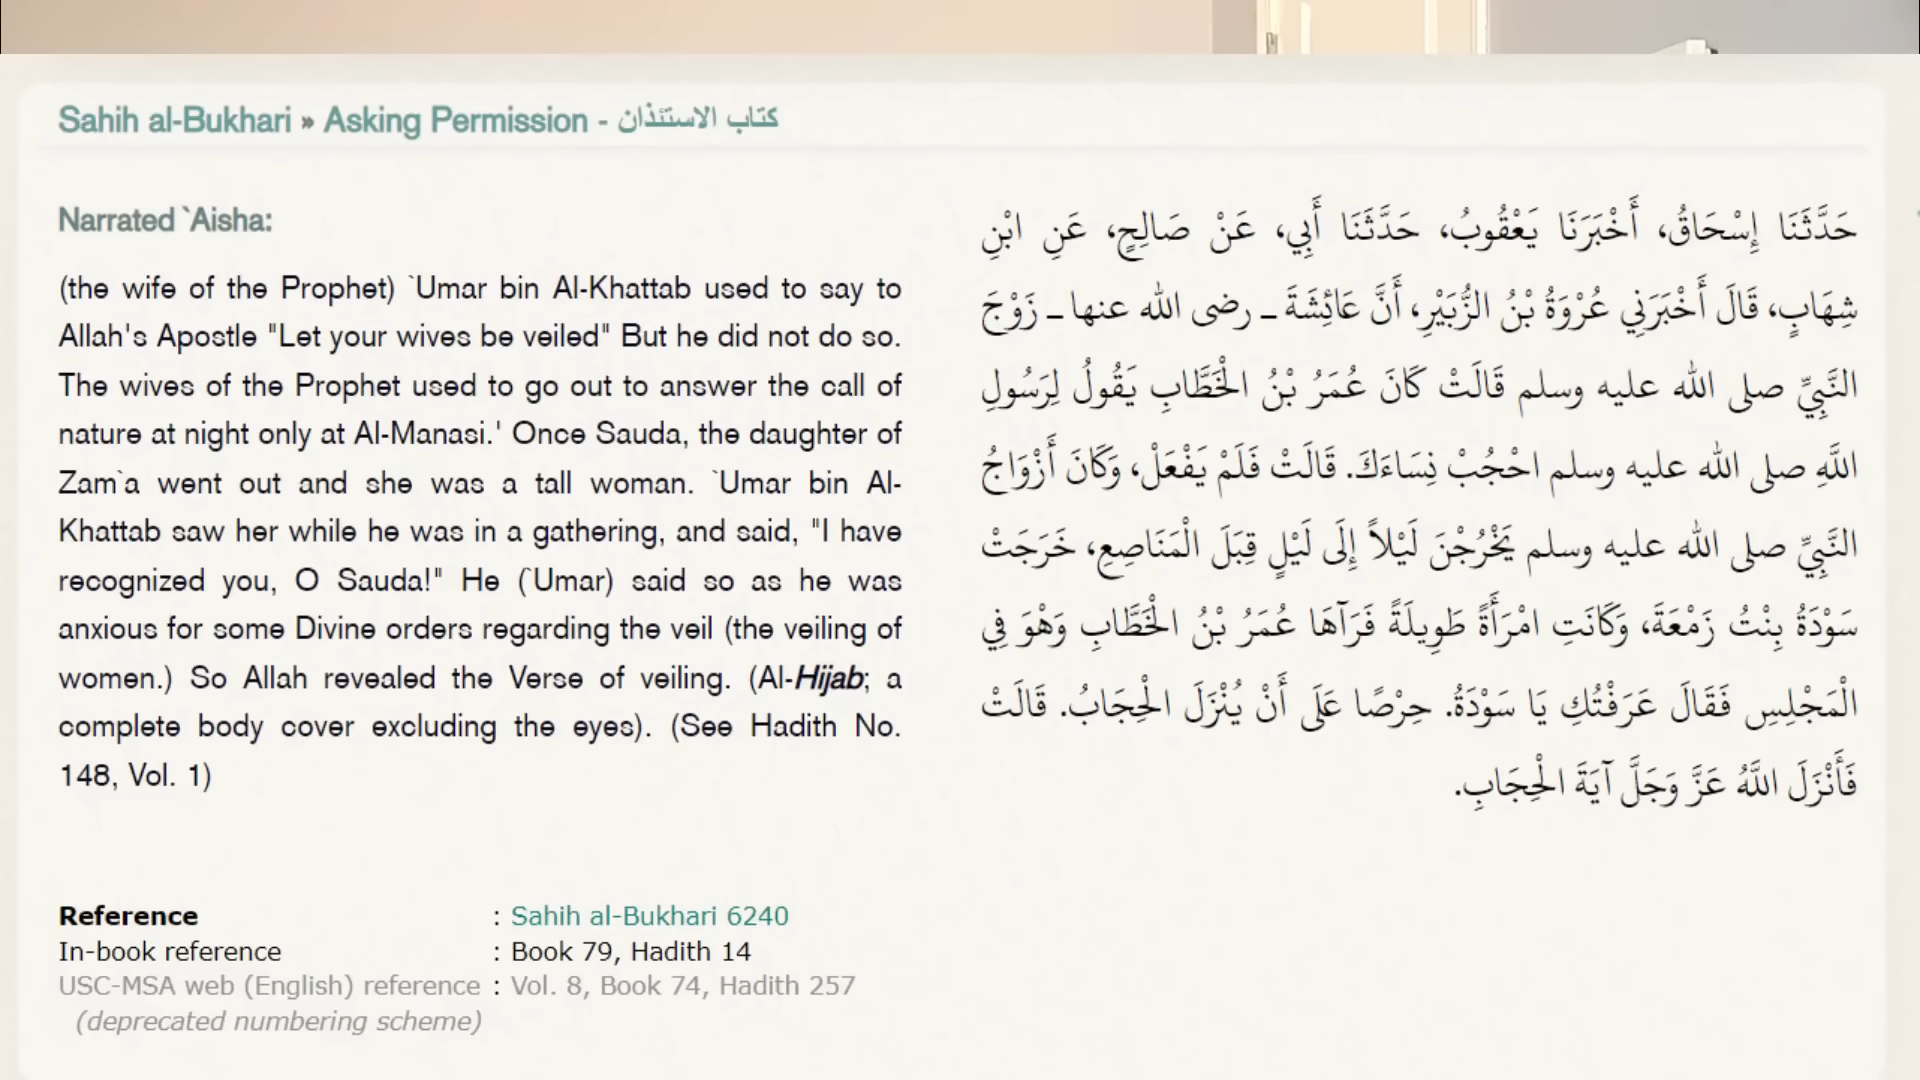 Sahih al-Bukhari » Asking Permission - كتاب الاستئذان
Narrated `Aisha:
(the wife of the Prophet) `Umar bin Al-Khattab used to say to
Allah's Apostle "Let your wives be veiled" But he did not do so.
The wives of the Prophet used to go out to answer the call of
nature at night only at Al-Manasi.' Once Sauda, the daughter of
Zam`a went out and she was a tall woman. `Umar bin Al-
Khattab saw her while he was in a gathering, and said, "I have
recognized you, O Sauda!" He (`Umar) said so as he was
anxious for some Divine orders regarding the veil (the veiling of
women.) So Allah revealed the Verse of veiling. (Al-Hijab; a
complete body cover excluding the eyes). (See Hadith No.
148, Vol. 1)
حَدَّثَنَا إِسْحَاقُ، أَخْبَرَنَا يَعْقُوبُ، حَدَّثَنَا أَبِي، عَنْ صَالِحٍ، عَنِ ابْنِ
شِهَابٍ، قَالَ أَخْبَرَنِي عُرْوَةُ بْنُ الزُّبَيْرِ، أَنَّ عَائِشَةَ ـ رضى الله عنها ـ زَوْجَ
النَّبِيِّ صلى الله عليه وسلم قَالَتْ كَانَ عُمَرُ بْنُ الْخَطَّابِ يَقُولُ لِرَسُولِ
اللَّهِ صلى الله عليه وسلم احْجُبْ نِسَاءَكَ. قَالَتْ فَلَمْ يَفْعَلْ، وَكَانَ أَزْوَاجُ
النَّبِيِّ صلى الله عليه وسلم يَخْرُجْنَ لَيْلاً إِلَى لَيْلٍ قِبَلَ الْمَنَاصِعِ، خَرَجَتْ
سَوْدَةُ بِنْتُ زَمْعَةَ، وَكَانَتِ امْرَأَةً طَوِيلَةً فَرَآهَا عُمَرُ بْنُ الْخَطَّابِ وَهْوَ فِي
الْمَجْلِسِ فَقَالَ عَرَفْتُكِ يَا سَوْدَةُ. حِرْصًا عَلَى أَنْ يُنْزَلَ الْحِجَابُ. قَالَتْ
فَأَنْزَلَ اللَّهُ عَزَّ وَجَلَّ آيَةَ الْحِجَابِ.
Reference : Sahih al-Bukhari 6240
In-book reference : Book 79, Hadith 14
USC-MSA web (English) reference : Vol. 8, Book 74, Hadith 257
(deprecated numbering scheme)